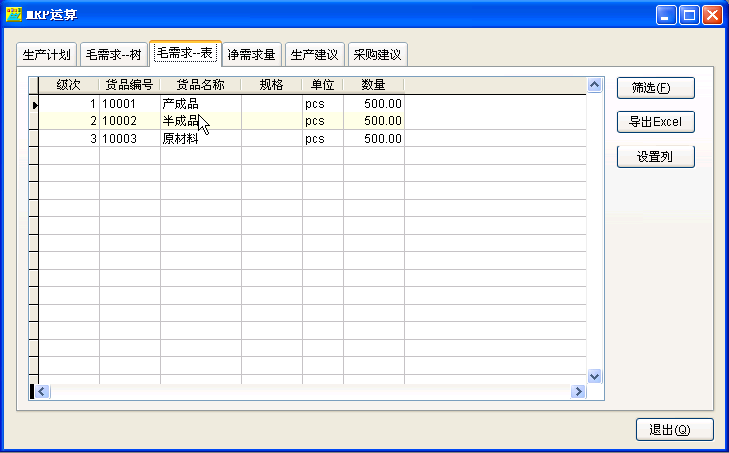 MRP运算
生产计划 毛需求--树 毛需求--表 净需求量 生产建议 采购建议
级次 货品编号 货品名称 规格 单位 数量
1 10001 产成品 pcs 500.00
2 10002 半成品 pcs 500.00
3 10003 原材料 pcs 500.00
筛选(F)
导出Excel
设置列
退出(Q)